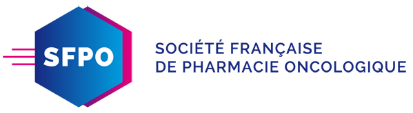 SFPO
SOCIÉTÉ FRANÇAISE
DE PHARMACIE ONCOLOGIQUE